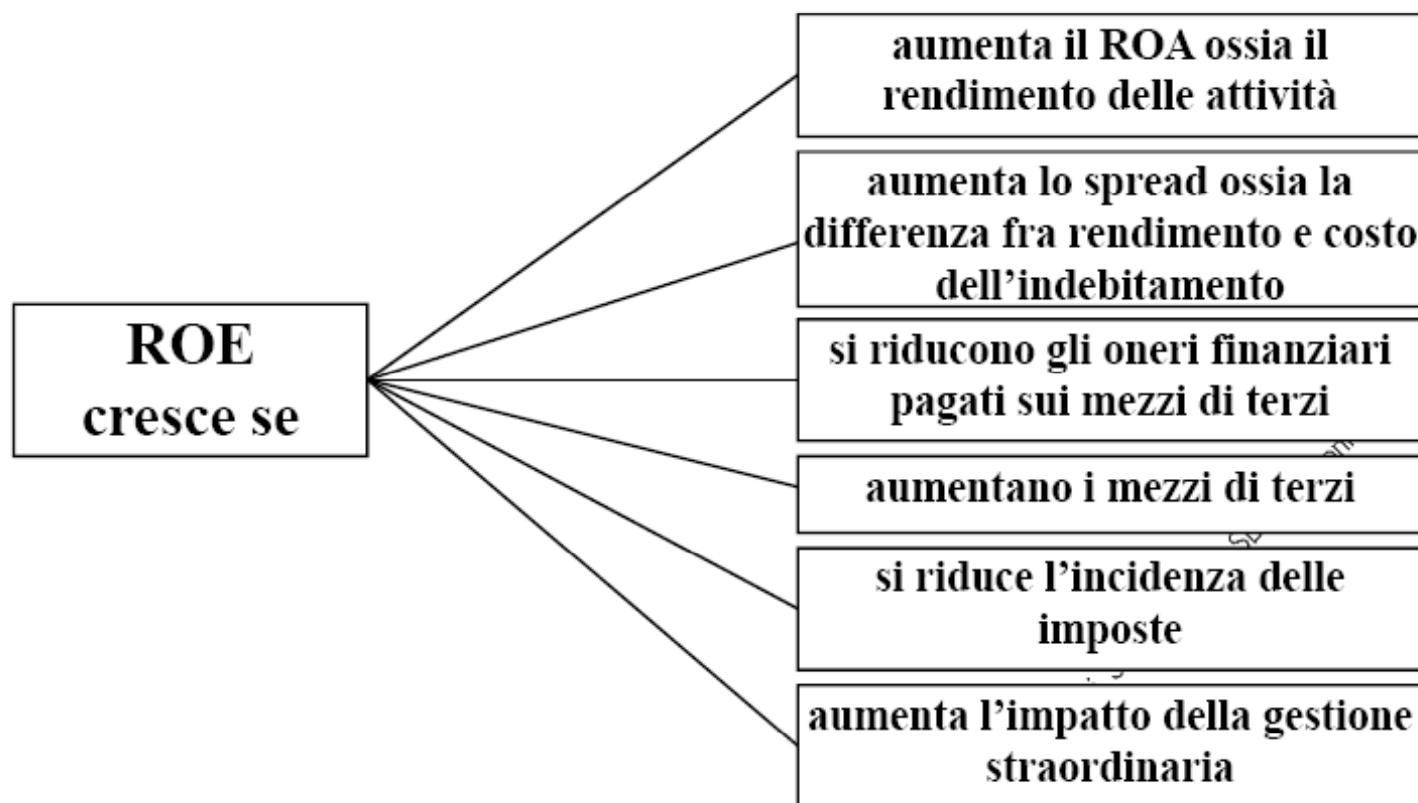 ROE
cresce se
aumenta il ROA ossia il
rendimento delle attività
aumenta lo spread ossia la
differenza fra rendimento e costo
dell’indebitamento
si riducono gli oneri finanziari
pagati sui mezzi di terzi
aumentano i mezzi di terzi
si riduce l’incidenza delle
imposte
aumenta l’impatto della gestione
straordinaria